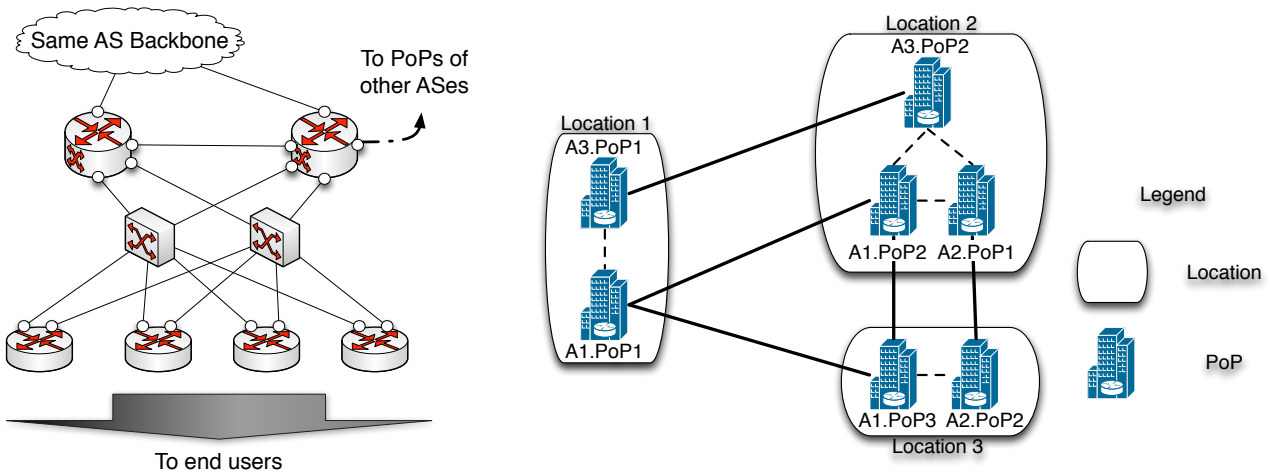 Same AS Backbone
To PoPs of
other ASes
To end users
Location 1
A3.PoP1
A1.PoP1
Location 2
A3.PoP2
A1.PoP2 A2.PoP1
A1.PoP3 A2.PoP2
Location 3
Legend
Location
PoP